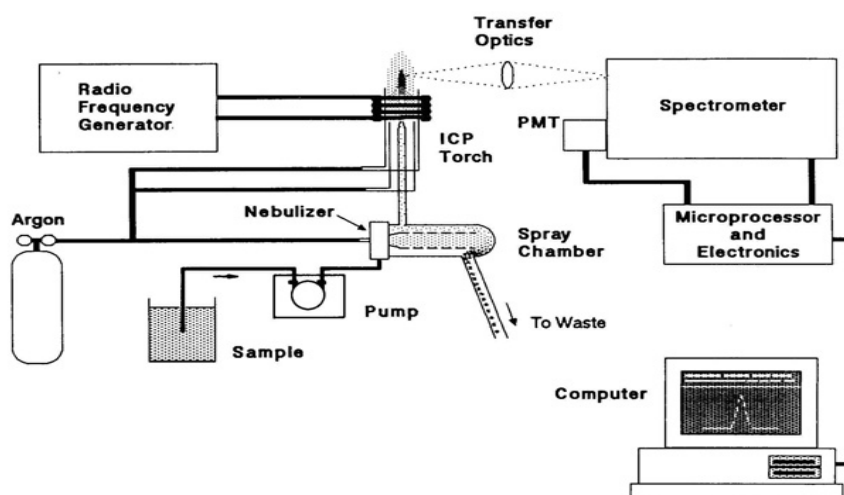 Transfer
Optics
Radio
Frequency
Generator
Spectrometer
PMT
ICP
Torch
Argon
Nebulizer
Microprocessor
and
Electronics
Spray
Chamber
Pump
To Waste
Sample
Computer